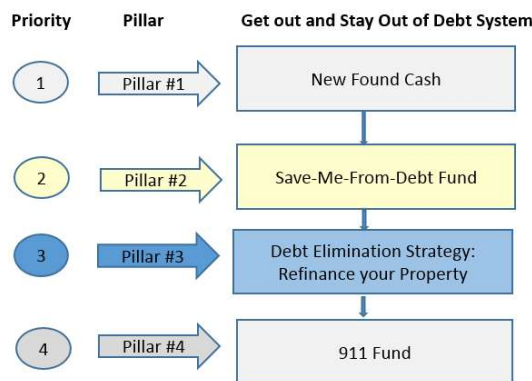 Priority Pillar Get out and Stay Out of Debt System
1 Pillar #1 New Found Cash
2 Pillar #2 Save-Me-From-Debt Fund
3 Pillar #3 Debt Elimination Strategy:
Refinance your Property
4 Pillar #4 911 Fund